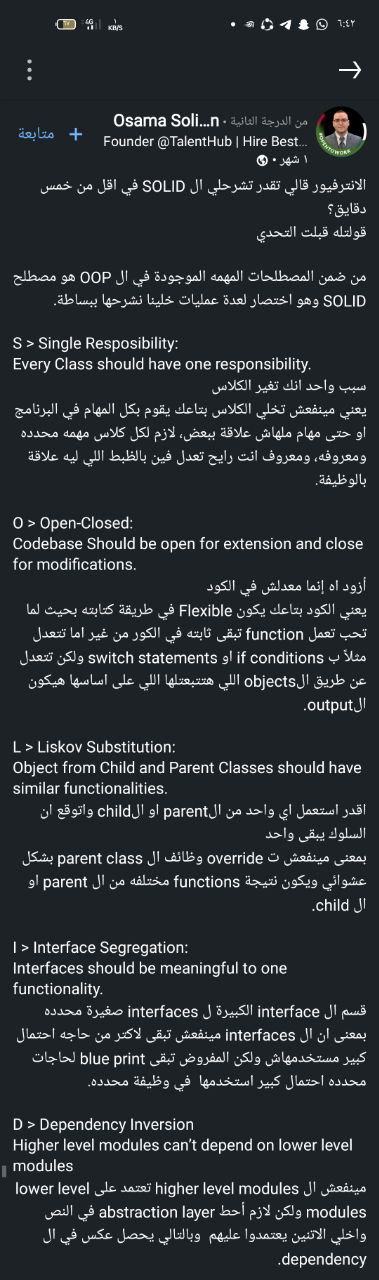 ٦:٤٢
4G
١
KB/S
Osama Soli...n • من الدرجة الثانية
Founder @TalentHub | Hire Best...
١ شهر •
+ متابعة
#OPENTOWORK
الانترفيور قالي تقدر تشرحلي ال SOLID في اقل من خمس
دقايق؟
قولتله قبلت التحدي
من ضمن المصطلحات المهمه الموجودة في ال OOP هو مصطلح
SOLID وهو اختصار لعدة عمليات خلينا نشرحها ببساطة.
S > Single Resposibility:
Every Class should have one responsibility.
سبب واحد انك تغير الكلاس
يعني مينفعش تخلي الكلاس بتاعك يقوم بكل المهام في البرنامج
او حتى مهام ملهاش علاقة ببعض، لازم لكل كلاس مهمه محدده
ومعروفه، ومعروف انت رايح تعدل فين بالظبط اللي ليه علاقة
بالوظيفة.
O > Open-Closed:
Codebase Should be open for extension and close
for modifications.
أزود اه إنما معدلش في الكود
يعني الكود بتاعك يكون Flexible في طريقة كتابته بحيث لما
تحب تعمل function تبقى ثابته في الكور من غير اما تتعدل
مثلاً ب if conditions او switch statements ولكن تتعدل
عن طريق الobjects اللي هتتبعتلها اللي على اساسها هيكون
الoutput.
L > Liskov Substitution:
Object from Child and Parent Classes should have
similar functionalities.
اقدر استعمل اي واحد من الparent او الchild واتوقع ان
السلوك يبقى واحد
بمعنى مينفعش ت override وظائف ال parent class بشكل
عشوائي ويكون نتيجة functions مختلفه من ال parent او
ال child.
I > Interface Segregation:
Interfaces should be meaningful to one
functionality.
قسم ال interface الكبيرة ل interfaces صغيرة محدده
بمعنى ان ال interfaces مينفعش تبقى لاكتر من حاجه احتمال
كبير مستخدمهاش ولكن المفروض تبقى blue print لحاجات
محدده احتمال كبير استخدمها في وظيفة محدده.
D > Dependency Inversion
Higher level modules can’t depend on lower level
modules
مينفعش ال higher level modules تعتمد على lower level
modules ولكن لازم أحط abstraction layer في النص
واخلي الاتنين يعتمدوا عليهم وبالتالي يحصل عكس في ال
dependency.